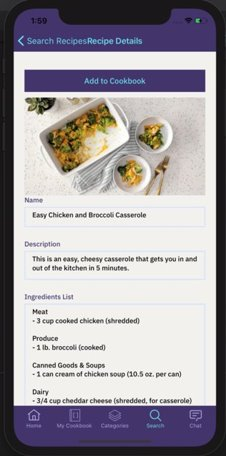 1:59
Search Recipes Recipe Details
Add to Cookbook
Name
Easy Chicken and Broccoli Casserole
Description
This is an easy, cheesy casserole that gets you in and
out of the kitchen in 5 minutes.
Ingredients List
Meat
- 3 cup cooked chicken (shredded)
Produce
- 1 lb. broccoli (cooked)
Canned Goods & Soups
- 1 can cream of chicken soup (10.5 oz. per can)
Dairy
- 3/4 cup cheddar cheese (shredded, for casserole)
Home My Cookbook Categories Search Chat